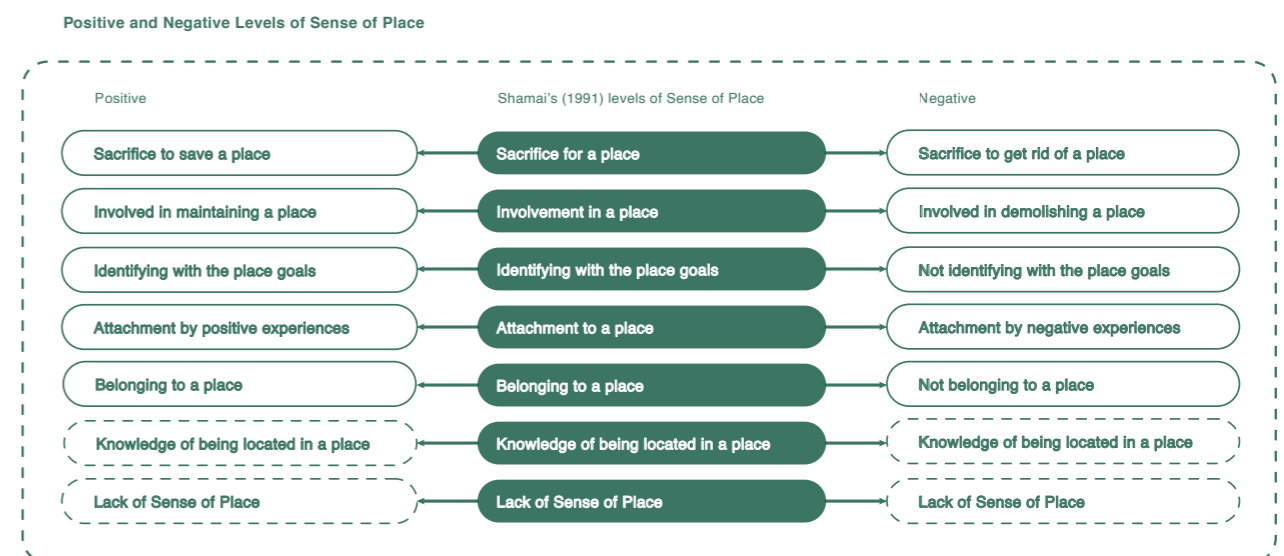 Positive and Negative Levels of Sense of Place
Positive Shamai's (1991) levels of Sense of Place Negative
Sacrifice to save a place Sacrifice for a place Sacrifice to get rid of a place
Involved in maintaining a place Involvement in a place Involved in demolishing a place
Identifying with the place goals Identifying with the place goals Not identifying with the place goals
Attachment by positive experiences Attachment to a place Attachment by negative experiences
Belonging to a place Belonging to a place Not belonging to a place
Knowledge of being located in a place Knowledge of being located in a place Knowledge of being located in a place
Lack of Sense of Place Lack of Sense of Place Lack of Sense of Place